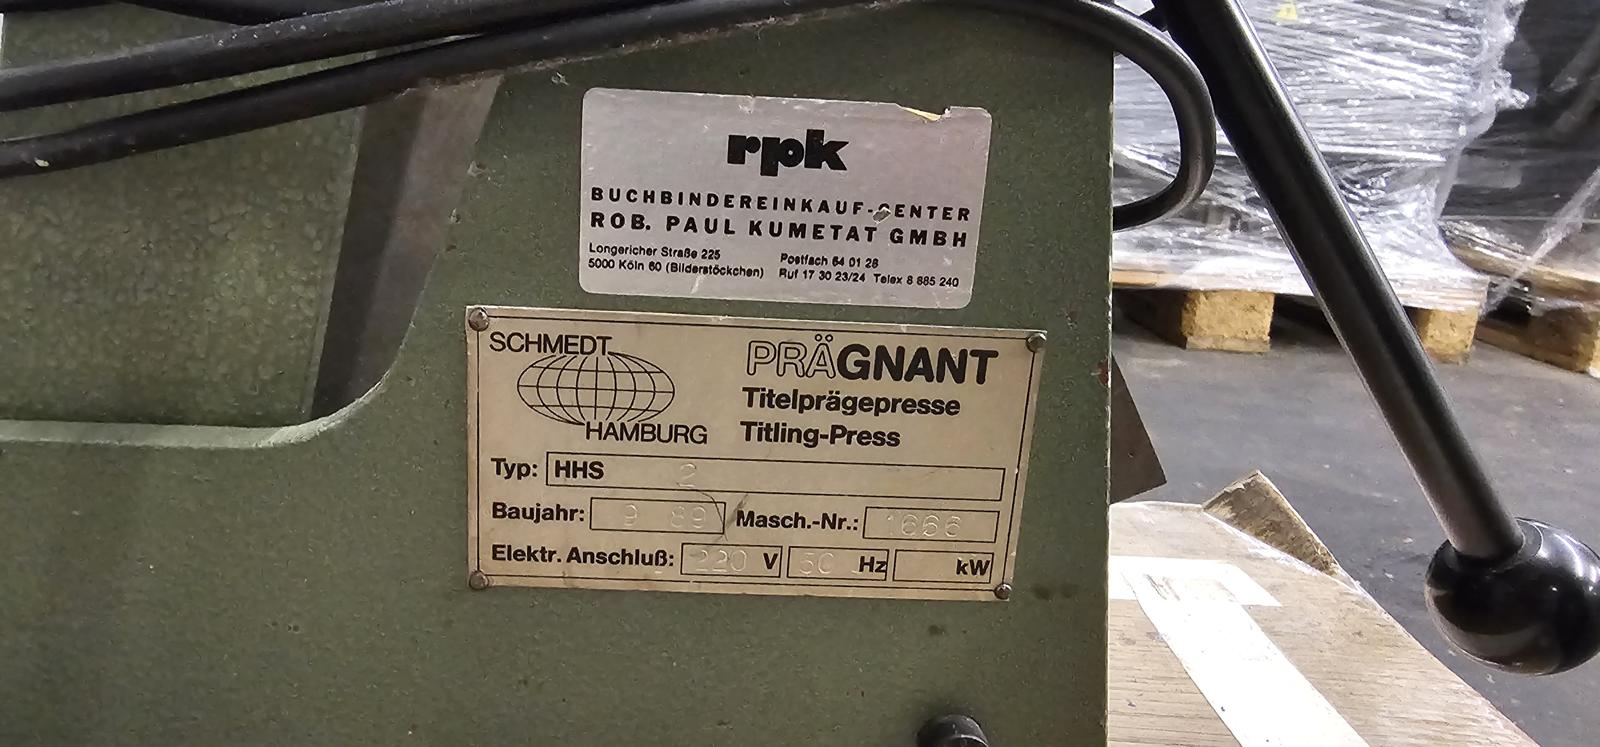 rpk
BUCHBINDEREINKAUF-CENTER
ROB. PAUL KUMETAT GMBH
Longericher Straße 225 Postfach 64 01 26
5000 Köln 60 (Bilderstöckchen) Ruf 17 30 23/24 Telex 8 885 240
SCHMEDT
HAMBURG
PRÄGNANT
Titelprägepresse
Titling-Press
Typ: HHS 2
Baujahr: 9 89 Masch.-Nr.: 1666
Elektr. Anschluß: 220 V 50 Hz kW